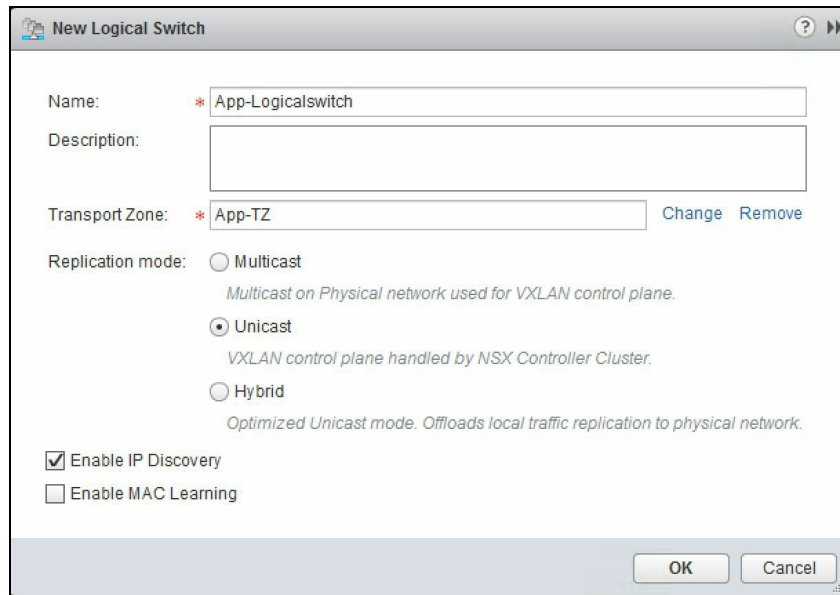 New Logical Switch
Name: * App-Logicalswitch
Description:
Transport Zone: * App-TZ Change Remove
Replication mode: Multicast
Multicast on Physical network used for VXLAN control plane.
Unicast
VXLAN control plane handled by NSX Controller Cluster.
Hybrid
Optimized Unicast mode. Offloads local traffic replication to physical network.
Enable IP Discovery
Enable MAC Learning
OK Cancel